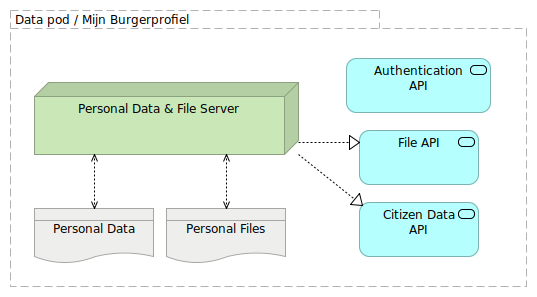 Data pod / Mijn Burgerprofiel
Authentication
API
Personal Data & File Server
File API
Personal Data
Personal Files
Citizen Data
API